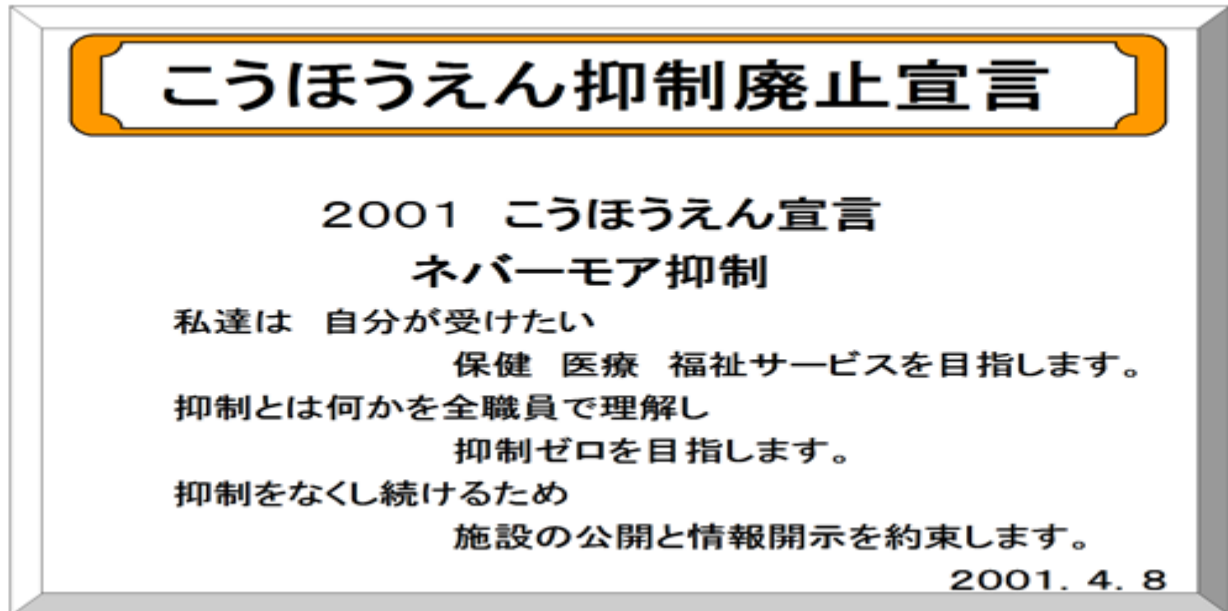 こうほうえん抑制廃止宣言
2001　こうほうえん宣言
ネバーモア抑制
私達は　自分が受けたい
保健　医療　福祉サービスを目指します。
抑制とは何かを全職員で理解し
抑制ゼロを目指します。
抑制をなくし続けるため
施設の公開と情報開示を約束します。
2001．4．8